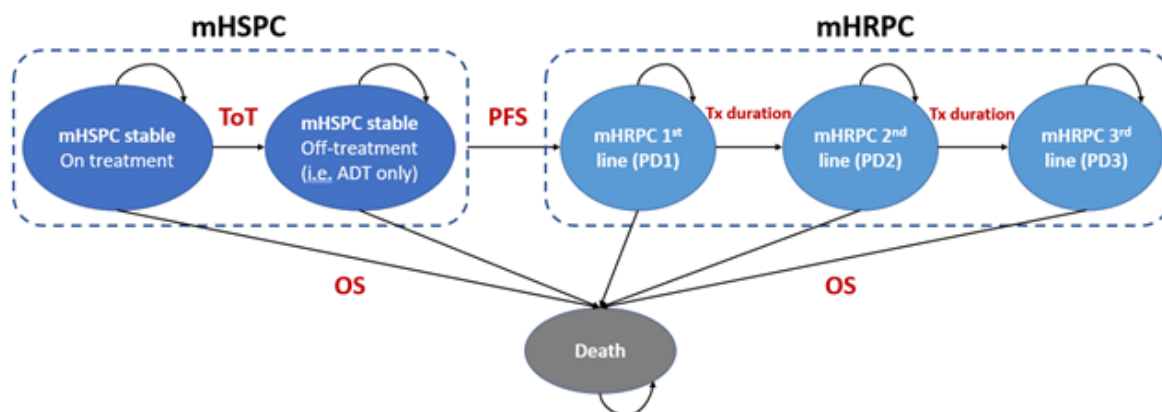 mHSPC
mHRPC
mHSPC stable
On treatment
ToT
mHSPC stable
Off-treatment
(i.e. ADT only)
PFS
mHRPC 1st
line (PD1)
Tx duration
mHRPC 2nd
line (PD2)
Tx duration
mHRPC 3rd
line (PD3)
OS
OS
Death